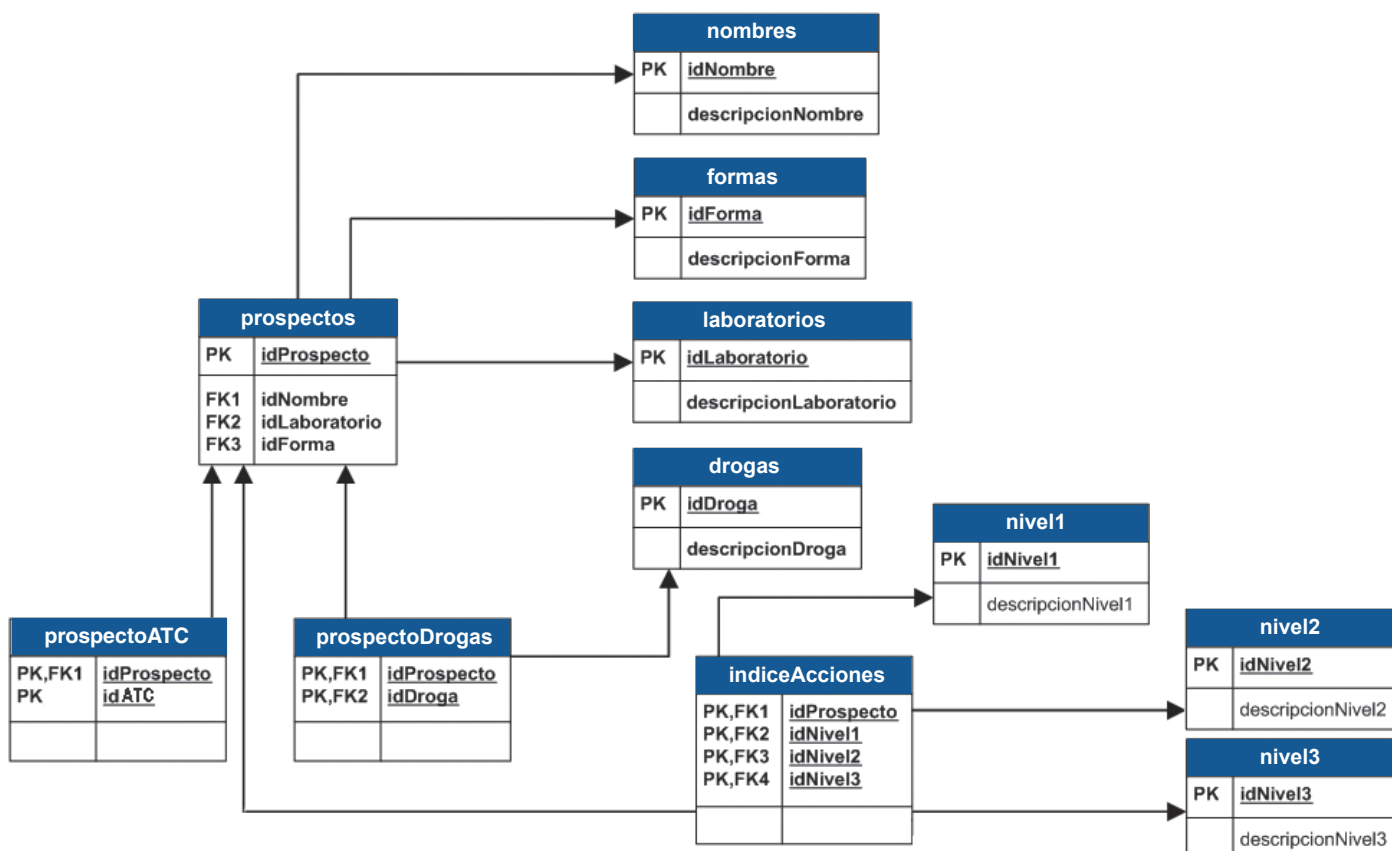 nombres
PK idNombre
descripcionNombre
formas
PK idForma
descripcionForma
prospectos
PK idProspecto
FK1 idNombre
FK2 idLaboratorio
FK3 idForma
laboratorios
PK idLaboratorio
descripcionLaboratorio
drogas
PK idDroga
descripcionDroga
nivel1
PK idNivel1
descripcionNivel1
prospectoATC
PK,FK1 idProspecto
PK idATC
prospectoDrogas
PK,FK1 idProspecto
PK,FK2 idDroga
indiceAcciones
PK,FK1 idProspecto
PK,FK2 idNivel1
PK,FK3 idNivel2
PK,FK4 idNivel3
nivel2
PK idNivel2
descripcionNivel2
nivel3
PK idNivel3
descripcionNivel3